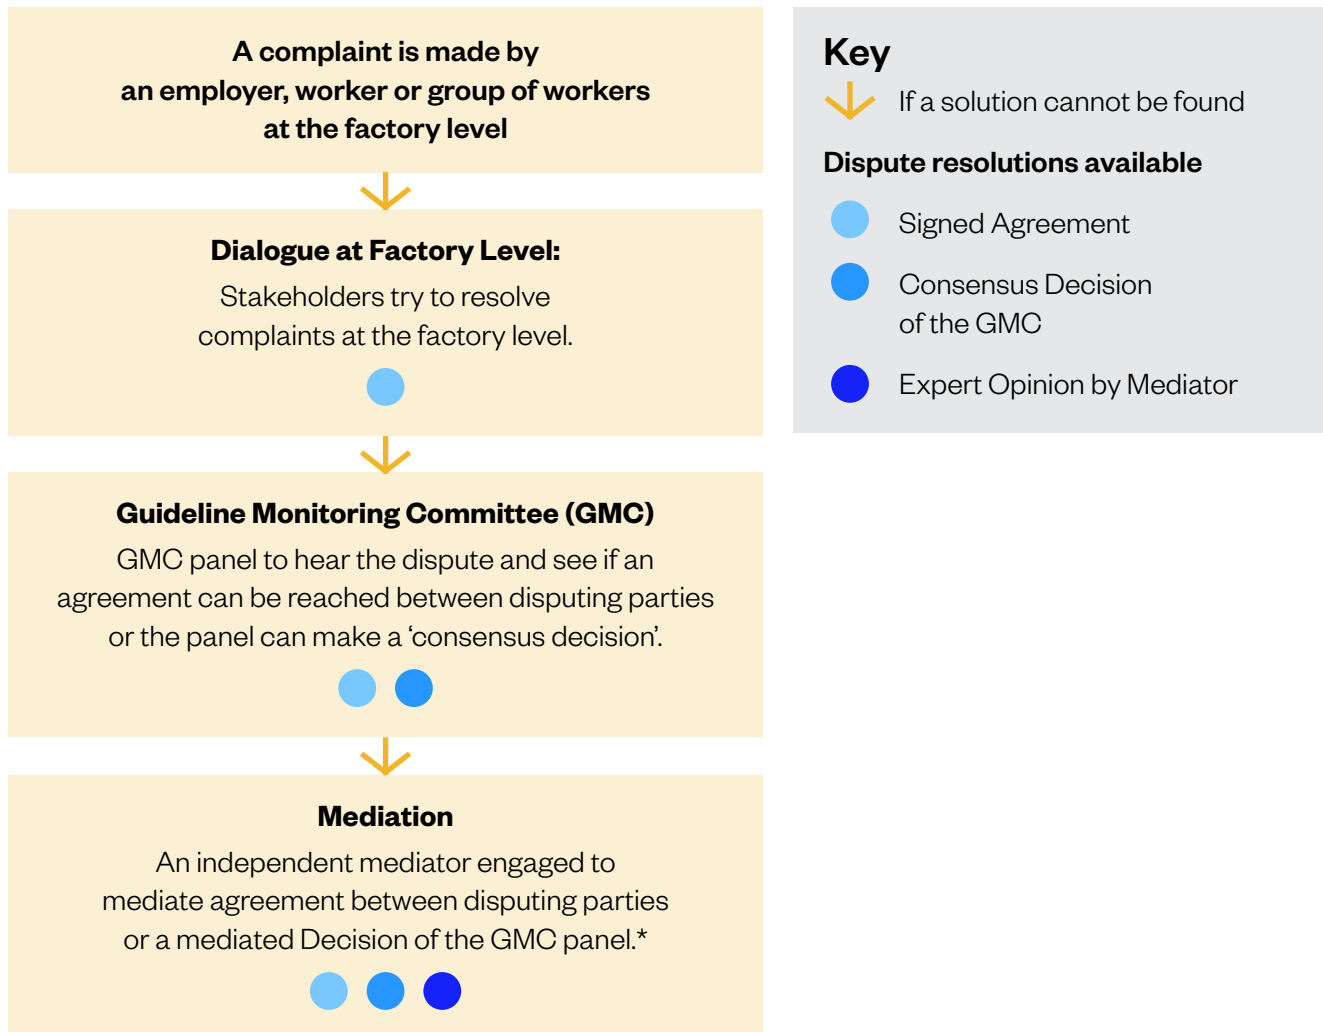 A complaint is made by
an employer, worker or group of workers
at the factory level
Dialogue at Factory Level:
Stakeholders try to resolve
complaints at the factory level.
Guideline Monitoring Committee (GMC)
GMC panel to hear the dispute and see if an
agreement can be reached between disputing parties
or the panel can make a ‘consensus decision’.
Mediation
An independent mediator engaged to
mediate agreement between disputing parties
or a mediated Decision of the GMC panel.*
Key
If a solution cannot be found
Dispute resolutions available
Signed Agreement
Consensus Decision
of the GMC
Expert Opinion by Mediator